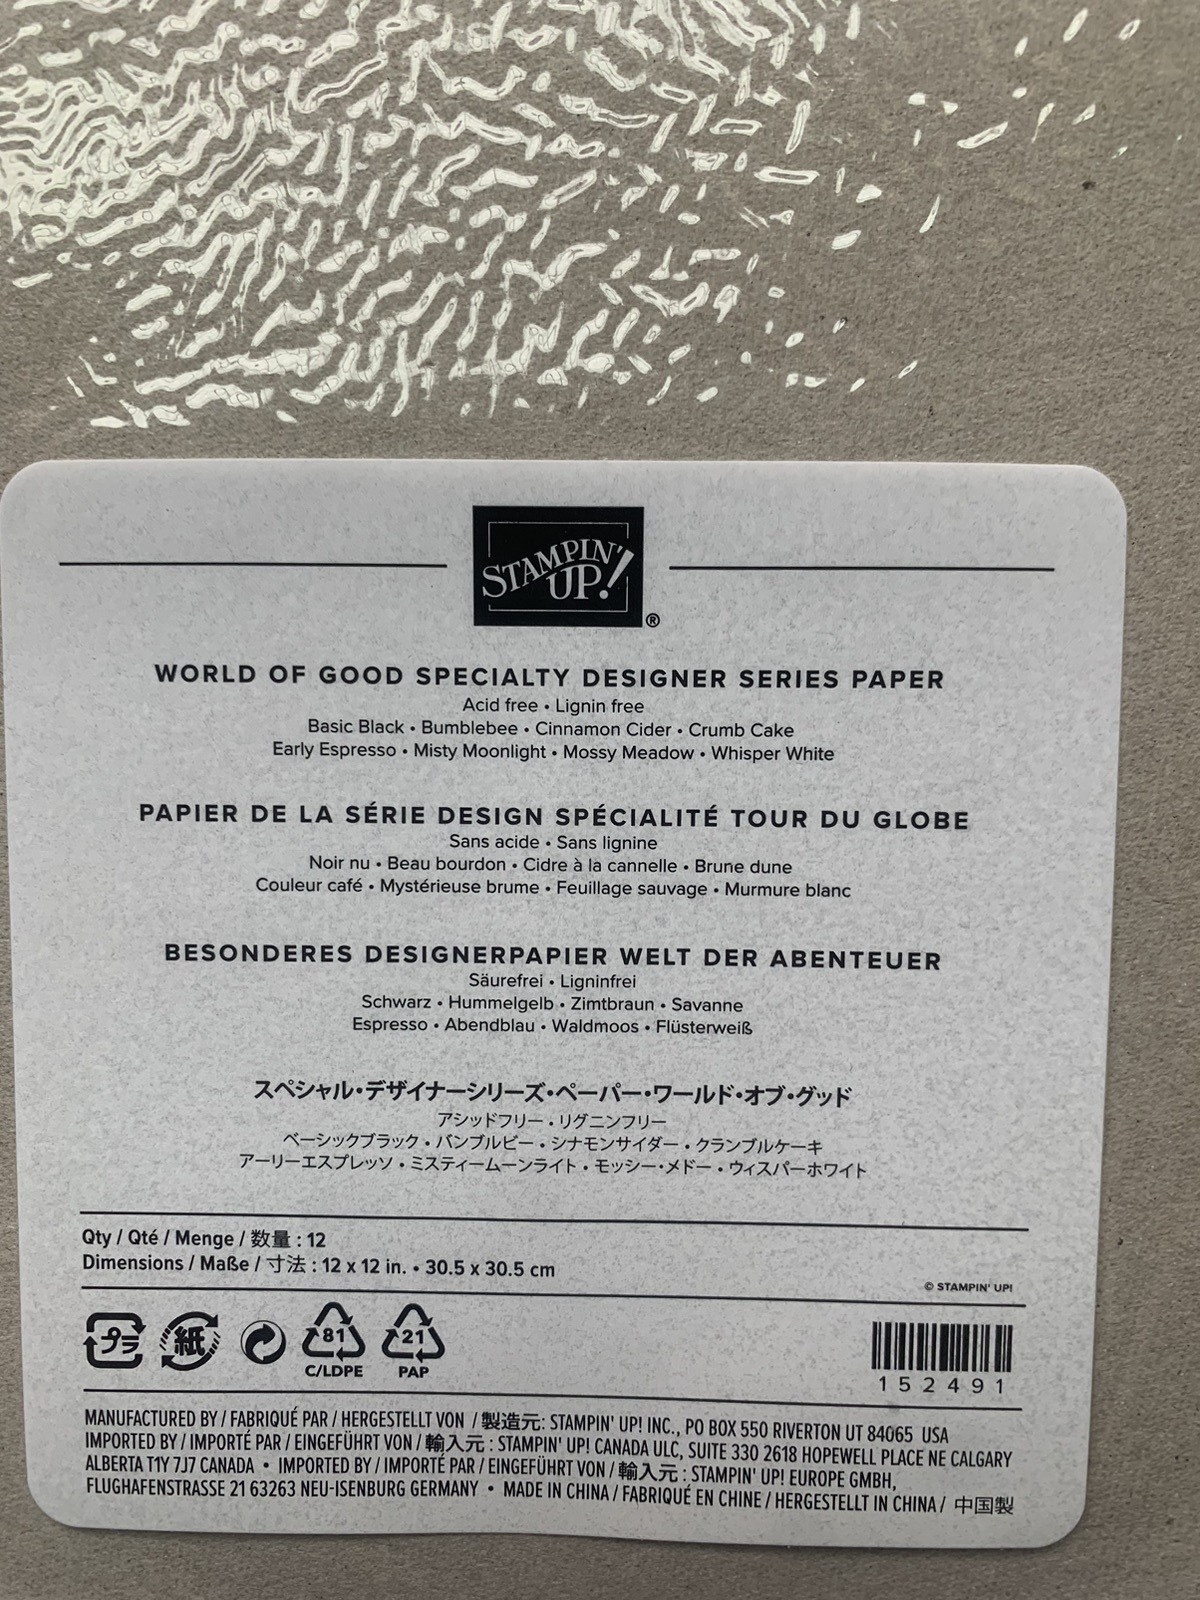 STAMPIN' UP!®
WORLD OF GOOD SPECIALTY DESIGNER SERIES PAPER
Acid free • Lignin free
Basic Black • Bumblebee • Cinnamon Cider • Crumb Cake
Early Espresso • Misty Moonlight • Mossy Meadow • Whisper White
PAPIER DE LA SÉRIE DESIGN SPÉCIALITÉ TOUR DU GLOBE
Sans acide • Sans lignine
Noir nu • Beau bourdon • Cidre à la cannelle • Brune dune
Couleur café • Mystérieuse brume • Feuillage sauvage • Murmure blanc
BESONDERES DESIGNERPAPIER WELT DER ABENTEUER
Säurefrei • Ligninfrei
Schwarz • Hummelgelb • Zimtbraun • Savanne
Espresso • Abendblau • Waldmoos • Flüsterweiß
スペシャル・デザイナーシリーズ・ペーパー・ワールド・オブ・グッド
アシッドフリー・リグニンフリー
ベーシックブラック・バンブルビー・シナモンサイダー・クランブルケーキ
アーリーエスプレッソ・ミスティームーンライト・モッシー・メドー・ウィスパーホワイト
Qty / Qté / Menge / 数量 : 12
Dimensions / Maße / 寸法 : 12 x 12 in. • 30.5 x 30.5 cm
© STAMPIN' UP!
プラ 紙 81 21
C/LDPE PAP
152491
MANUFACTURED BY / FABRIQUÉ PAR / HERGESTELLT VON / 製造元: STAMPIN' UP! INC., PO BOX 550 RIVERTON UT 84065 USA
IMPORTED BY / IMPORTÉ PAR / EINGEFÜHRT VON / 輸入元 : STAMPIN' UP! CANADA ULC, SUITE 330 2618 HOPEWELL PLACE NE CALGARY
ALBERTA T1Y 7J7 CANADA • IMPORTED BY / IMPORTÉ PAR / EINGEFÜHRT VON / 輸入元 : STAMPIN' UP! EUROPE GMBH,
FLUGHAFENSTRASSE 21 63263 NEU-ISENBURG GERMANY • MADE IN CHINA / FABRIQUÉ EN CHINE / HERGESTELLT IN CHINA / 中国製